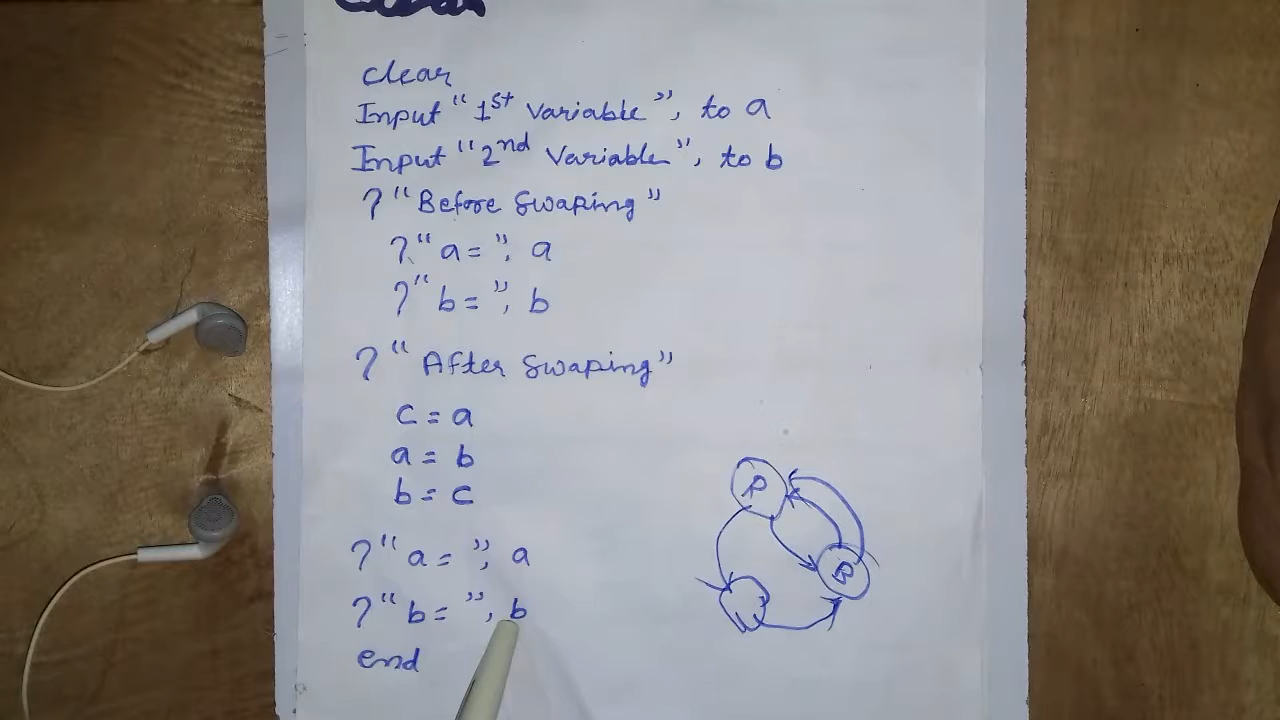 Clear
Input "1st Variable", to a
Input "2nd Variable", to b
? "Before Swaping"
? "a = ", a
? "b = ", b
? "After Swaping"
c = a
a = b
b = c
? "a = ", a
? "b = ", b
end
B